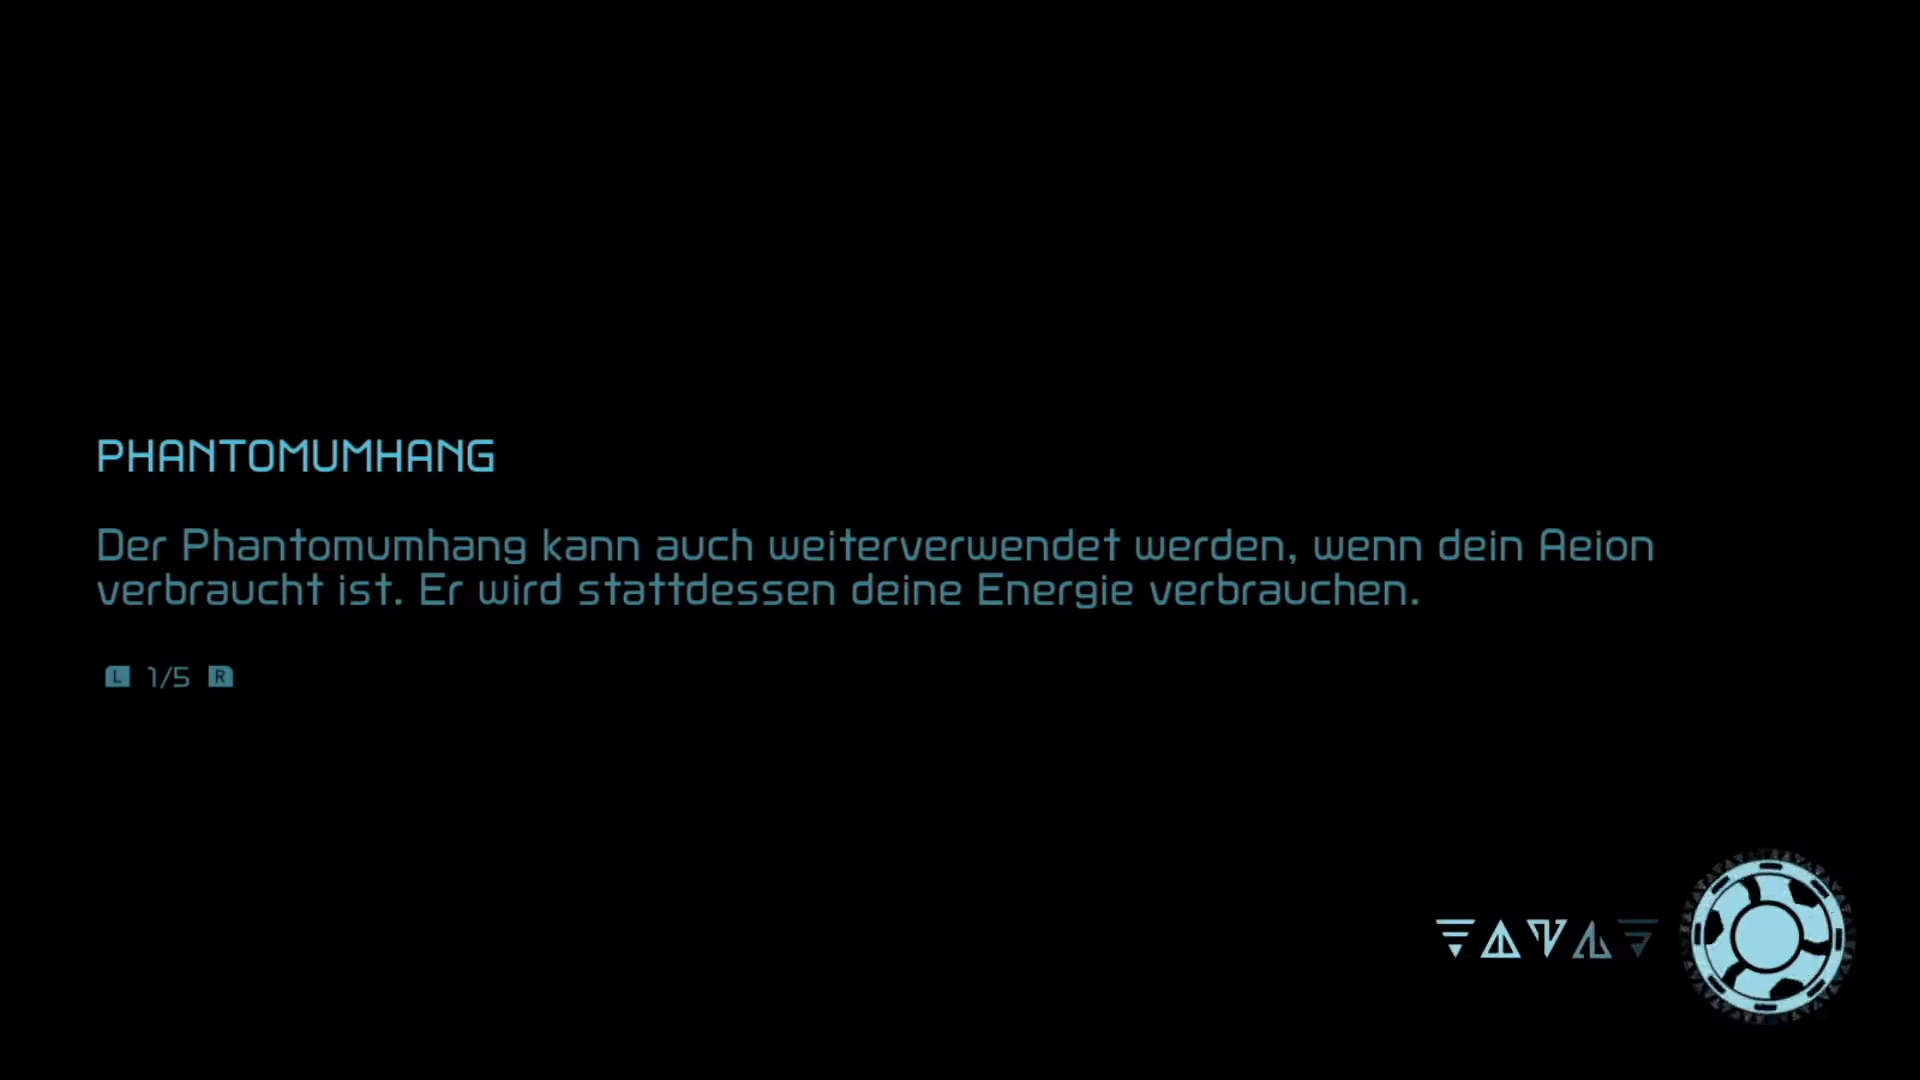 PHANTOMUMHANG
Der Phantomumhang kann auch weiterverwendet werden, wenn dein Aeion
verbraucht ist. Er wird stattdessen deine Energie verbrauchen.
L 1/5 R